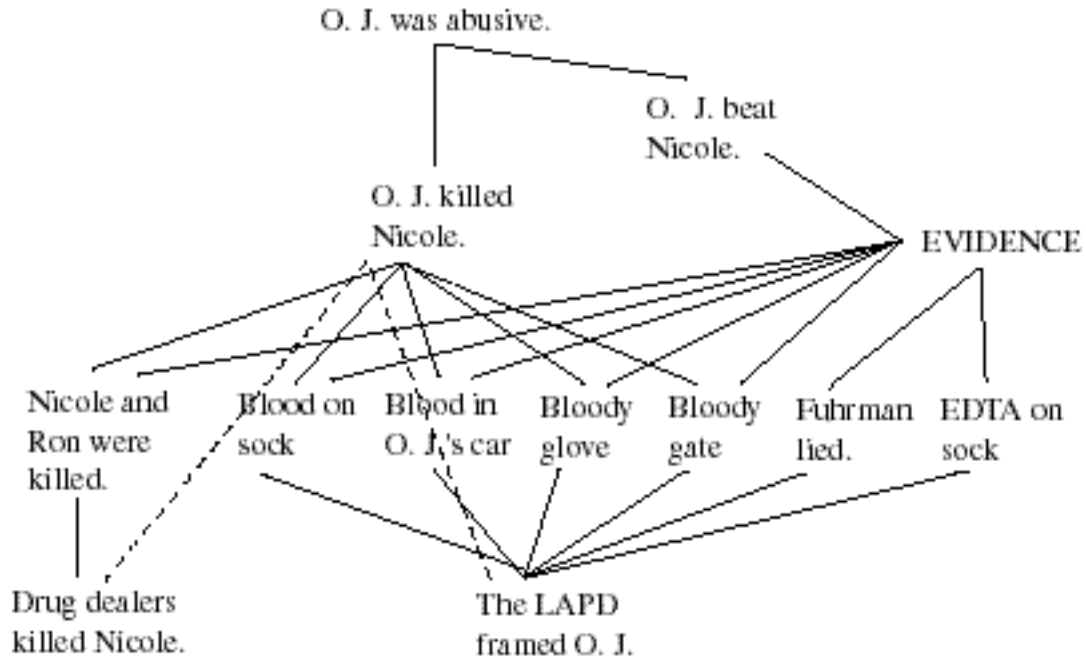 O. J. was abusive.
O. J. beat
Nicole.
O. J. killed
Nicole.
EVIDENCE
Nicole and
Ron were
killed.
Blood on
sock
Blood in
O. J.'s car
Bloody
glove
Bloody
gate
Fuhrman
lied.
EDTA on
sock
Drug dealers
killed Nicole.
The LAPD
framed O. J.